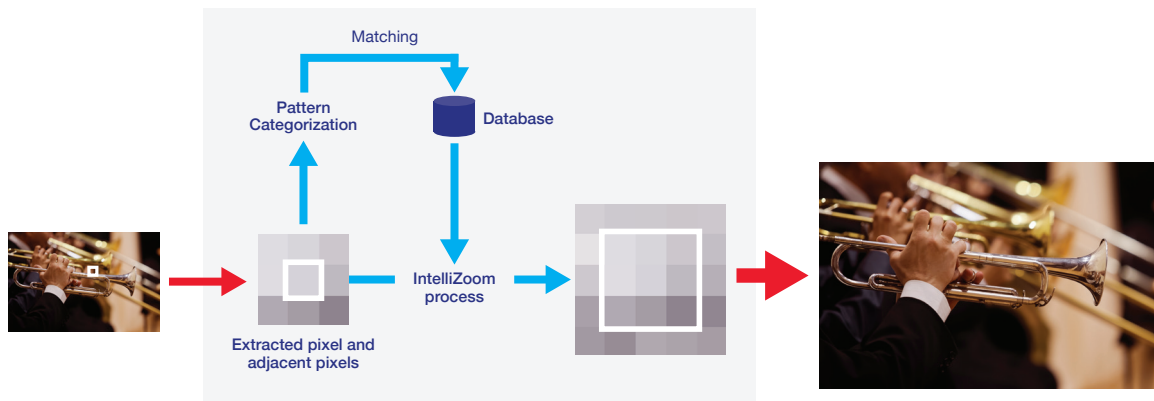 Matching
Pattern
Categorization
Database
IntelliZoom
process
Extracted pixel and
adjacent pixels